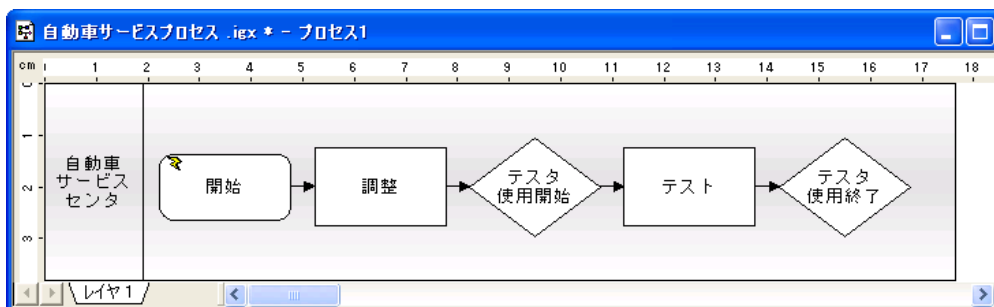 自動車サービスプロセス .igx * - プロセス1
cm 1 2 3 4 5 6 7 8 9 10 11 12 13 14 15 16 17 18
0
1
2
3
自動車
サービス
センタ
開始
調整
テスタ
使用開始
テスト
テスタ
使用終了
レイヤ1